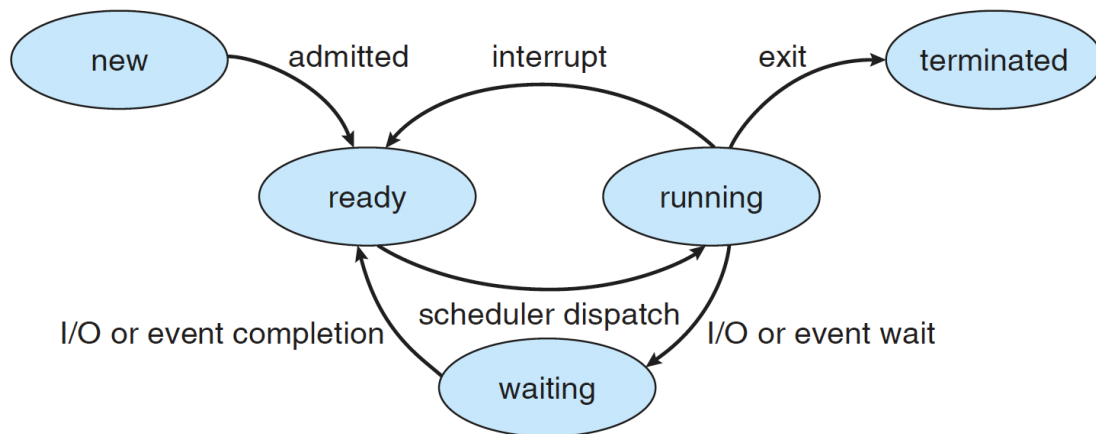 new
admitted
interrupt
exit
terminated
ready
running
I/O or event completion
scheduler dispatch
I/O or event wait
waiting